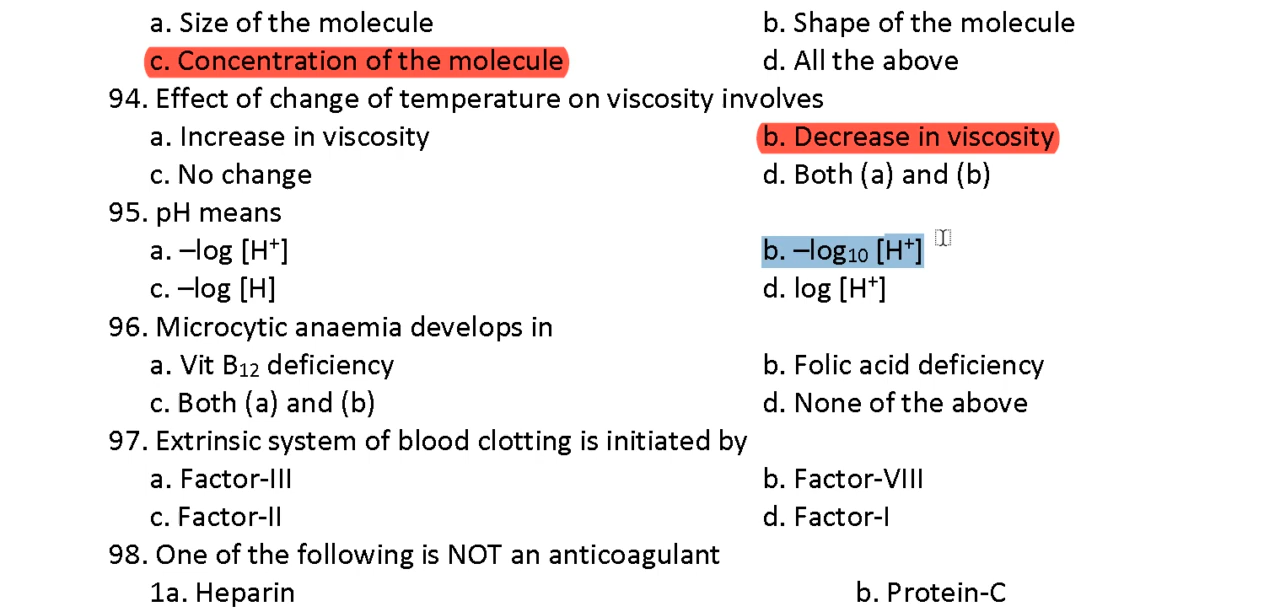 a. Size of the molecule b. Shape of the molecule
c. Concentration of the molecule d. All the above
94. Effect of change of temperature on viscosity involves
a. Increase in viscosity b. Decrease in viscosity
c. No change d. Both (a) and (b)
95. pH means
a. –log [H⁺] b. –log₁₀ [H⁺]
c. –log [H] d. log [H⁺]
96. Microcytic anaemia develops in
a. Vit B₁₂ deficiency b. Folic acid deficiency
c. Both (a) and (b) d. None of the above
97. Extrinsic system of blood clotting is initiated by
a. Factor-III b. Factor-VIII
c. Factor-II d. Factor-I
98. One of the following is NOT an anticoagulant
1a. Heparin b. Protein-C